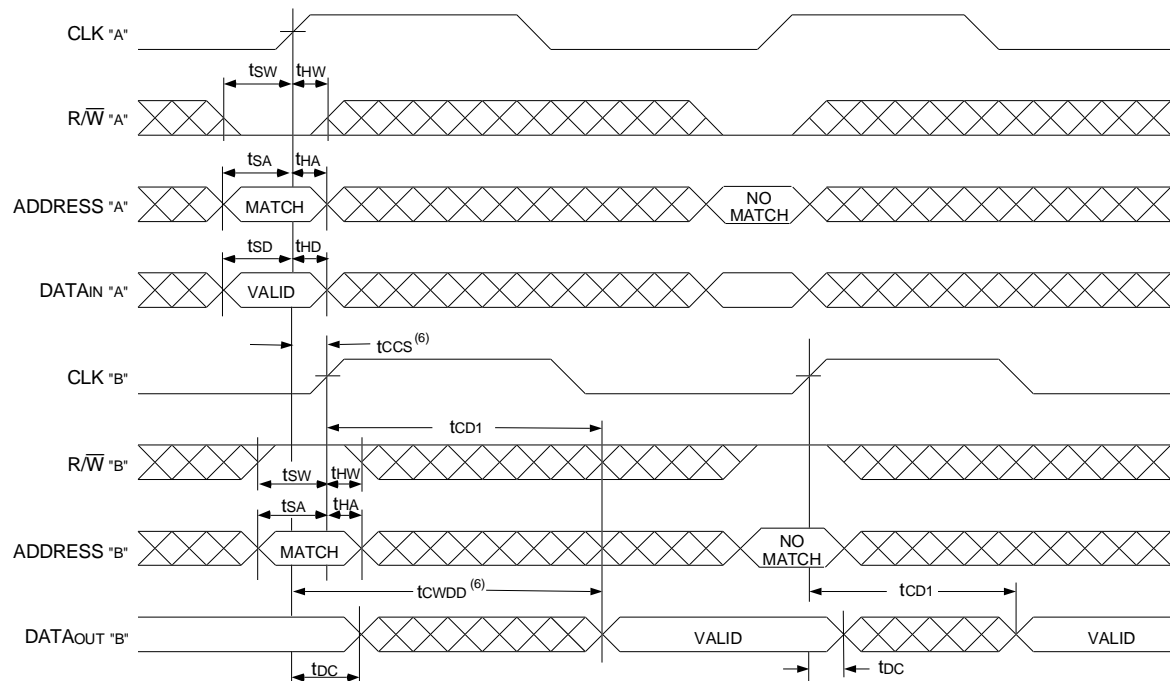 CLK "A"
tSW tHW
R/W̅ "A"
tSA tHA
ADDRESS "A" MATCH NO MATCH
tSD tHD
DATAIN "A" VALID
tCCS(6)
CLK "B"
tCD1
R/W̅ "B"
tSW tHW
tSA tHA
ADDRESS "B" MATCH NO MATCH
tCWDD(6) tCD1
DATAOUT "B" VALID VALID
tDC tDC